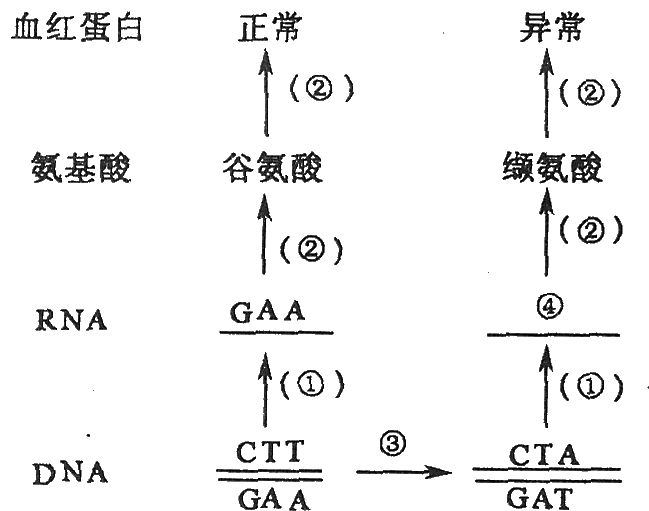 血红蛋白 正常 异常
(②) (②)
氨基酸 谷氨酸 缬氨酸
(②) (②)
RNA GAA ④
(①) (①)
CTT ③ CTA
DNA
GAA GAT